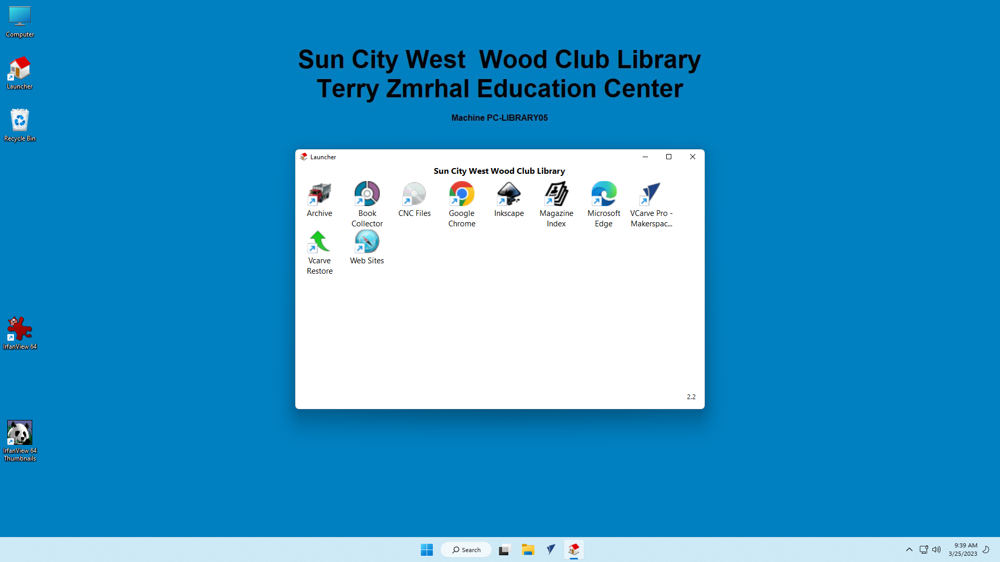 Computer
Launcher
Recycle Bin
IrfanView 64
IrfanView 64
Thumbnails
Sun City West  Wood Club Library
Terry Zmrhal Education Center
Machine PC-LIBRARY05
Launcher
Sun City West Wood Club Library
Archive
Book
Collector
CNC Files
Google
Chrome
Inkscape
Magazine
Index
Microsoft
Edge
VCarve Pro -
Makerspac...
Vcarve
Restore
Web Sites
2.2
Search
9:39 AM
3/25/2023